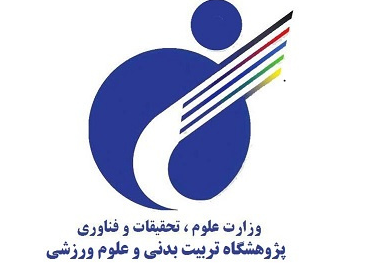 وزارت علوم ، تحقیقات و فناوری
پژوهشگاه تربیت بدنی و علوم ورزشی